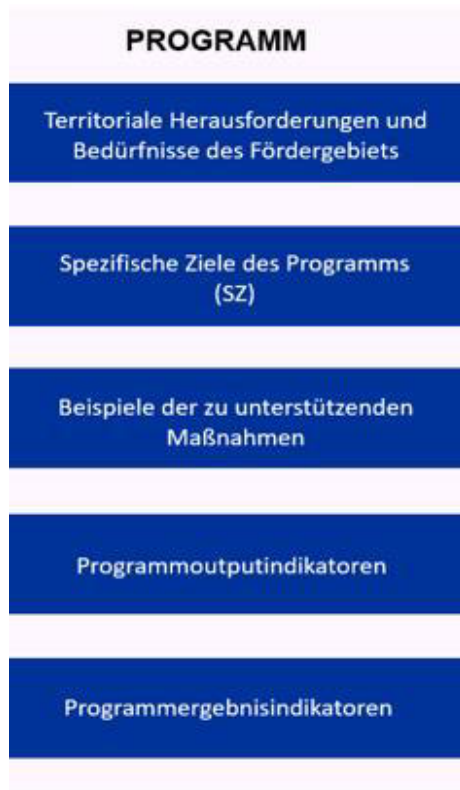 PROGRAMM
Territoriale Herausforderungen und
Bedürfnisse des Fördergebiets
Spezifische Ziele des Programms
(SZ)
Beispiele der zu unterstützenden
Maßnahmen
Programmoutputindikatoren
Programmergebnisindikatoren